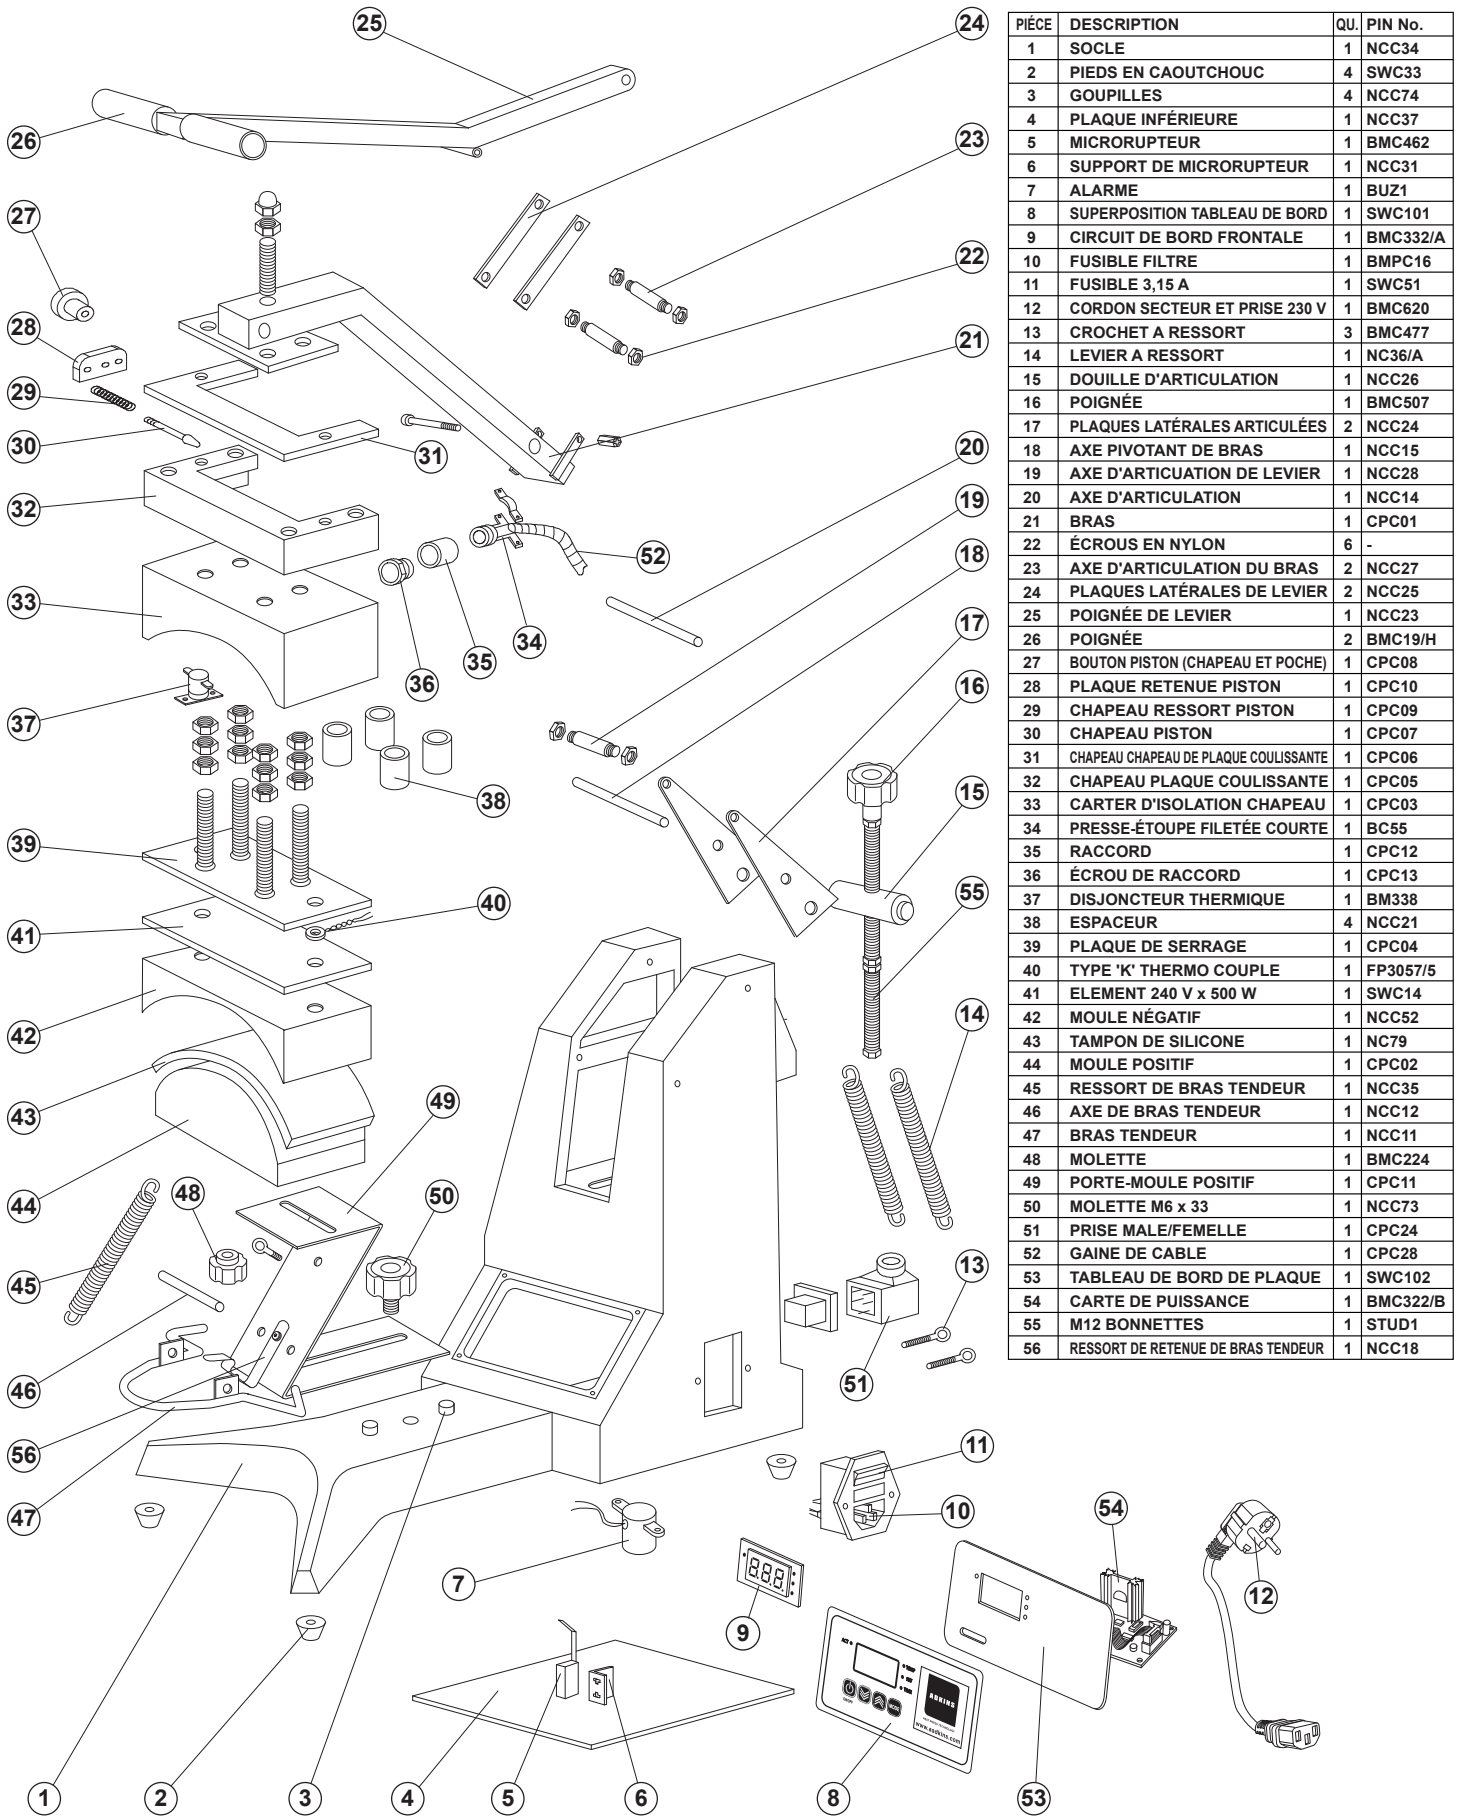 PIÉCE DESCRIPTION QU. PIN No.
1 SOCLE 1 NCC34
2 PIEDS EN CAOUTCHOUC 4 SWC33
3 GOUPILLES 4 NCC74
4 PLAQUE INFÉRIEURE 1 NCC37
5 MICRORUPTEUR 1 BMC462
6 SUPPORT DE MICRORUPTEUR 1 NCC31
7 ALARME 1 BUZ1
8 SUPERPOSITION TABLEAU DE BORD 1 SWC101
9 CIRCUIT DE BORD FRONTALE 1 BMC332/A
10 FUSIBLE FILTRE 1 BMPC16
11 FUSIBLE 3,15 A 1 SWC51
12 CORDON SECTEUR ET PRISE 230 V 1 BMC620
13 CROCHET A RESSORT 3 BMC477
14 LEVIER A RESSORT 1 NC36/A
15 DOUILLE D'ARTICULATION 1 NCC26
16 POIGNÉE 1 BMC507
17 PLAQUES LATÉRALES ARTICULÉES 2 NCC24
18 AXE PIVOTANT DE BRAS 1 NCC15
19 AXE D'ARTICUATION DE LEVIER 1 NCC28
20 AXE D'ARTICULATION 1 NCC14
21 BRAS 1 CPC01
22 ÉCROUS EN NYLON 6 -
23 AXE D'ARTICULATION DU BRAS 2 NCC27
24 PLAQUES LATÉRALES DE LEVIER 2 NCC25
25 POIGNÉE DE LEVIER 1 NCC23
26 POIGNÉE 2 BMC19/H
27 BOUTON PISTON (CHAPEAU ET POCHE) 1 CPC08
28 PLAQUE RETENUE PISTON 1 CPC10
29 CHAPEAU RESSORT PISTON 1 CPC09
30 CHAPEAU PISTON 1 CPC07
31 CHAPEAU CHAPEAU DE PLAQUE COULISSANTE 1 CPC06
32 CHAPEAU PLAQUE COULISSANTE 1 CPC05
33 CARTER D'ISOLATION CHAPEAU 1 CPC03
34 PRESSE-ÉTOUPE FILETÉE COURTE 1 BC55
35 RACCORD 1 CPC12
36 ÉCROU DE RACCORD 1 CPC13
37 DISJONCTEUR THERMIQUE 1 BM338
38 ESPACEUR 4 NCC21
39 PLAQUE DE SERRAGE 1 CPC04
40 TYPE 'K' THERMO COUPLE 1 FP3057/5
41 ELEMENT 240 V x 500 W 1 SWC14
42 MOULE NÉGATIF 1 NCC52
43 TAMPON DE SILICONE 1 NC79
44 MOULE POSITIF 1 CPC02
45 RESSORT DE BRAS TENDEUR 1 NCC35
46 AXE DE BRAS TENDEUR 1 NCC12
47 BRAS TENDEUR 1 NCC11
48 MOLETTE 1 BMC224
49 PORTE-MOULE POSITIF 1 CPC11
50 MOLETTE M6 x 33 1 NCC73
51 PRISE MALE/FEMELLE 1 CPC24
52 GAINE DE CABLE 1 CPC28
53 TABLEAU DE BORD DE PLAQUE 1 SWC102
54 CARTE DE PUISSANCE 1 BMC322/B
55 M12 BONNETTES 1 STUD1
56 RESSORT DE RETENUE DE BRAS TENDEUR 1 NCC18
25
24
26
23
27
22
28
21
29
30
31
20
32
19
52
18
33
34
17
35
36
16
37
38
15
39
40
55
41
14
42
43
49
44
48
50
13
45
46
51
56
11
47
10
54
7
12
9
8.8.8.
ADKINS
www.aadkins.com
1
2
3
4
5
6
8
53